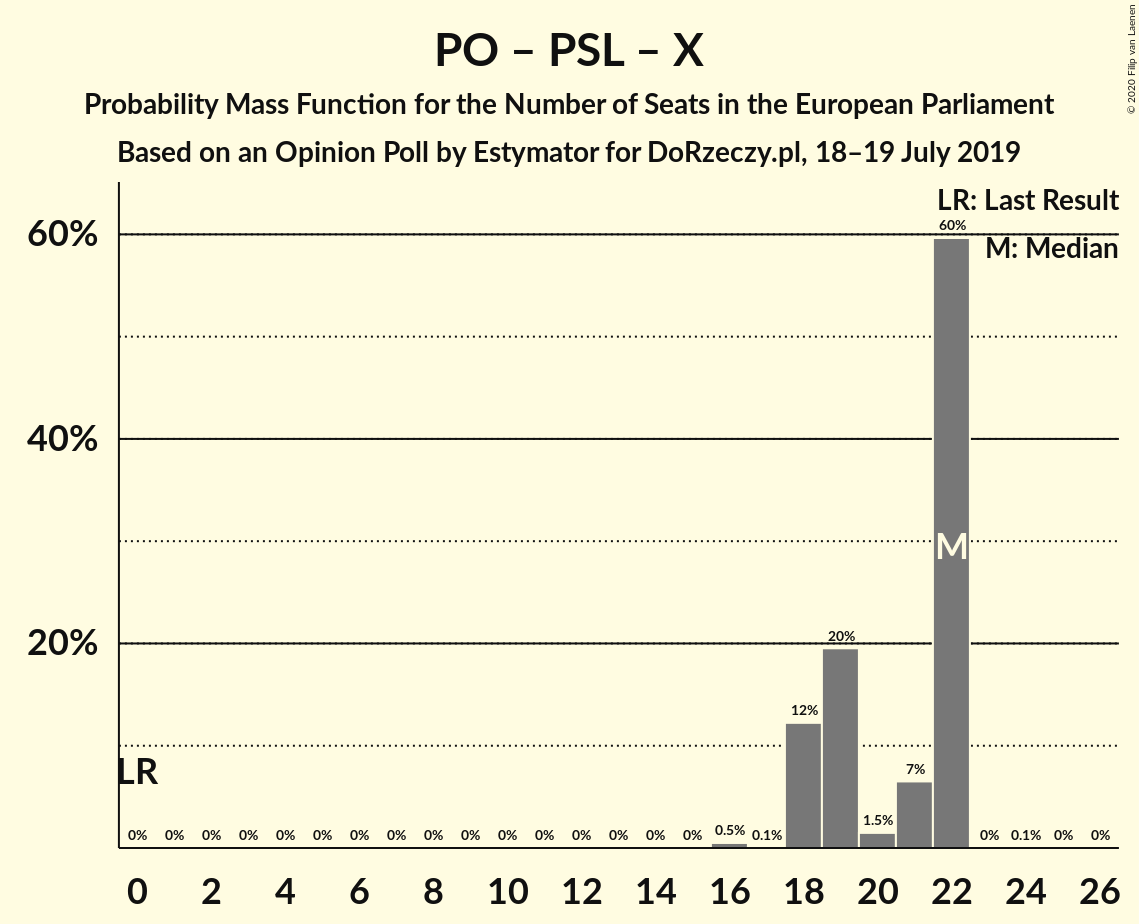 PO – PSL – X
Probability Mass Function for the Number of Seats in the European Parliament
Based on an Opinion Poll by Estymator for DoRzeczy.pl, 18–19 July 2019
© 2020 Filip van Laenen
LR: Last Result
M: Median
60%
40%
20%
LR
M
0% 0% 0% 0% 0% 0% 0% 0% 0% 0% 0% 0% 0% 0% 0% 0% 0.5% 0.1% 12% 20% 1.5% 7% 60% 0% 0.1% 0% 0%
0 2 4 6 8 10 12 14 16 18 20 22 24 26